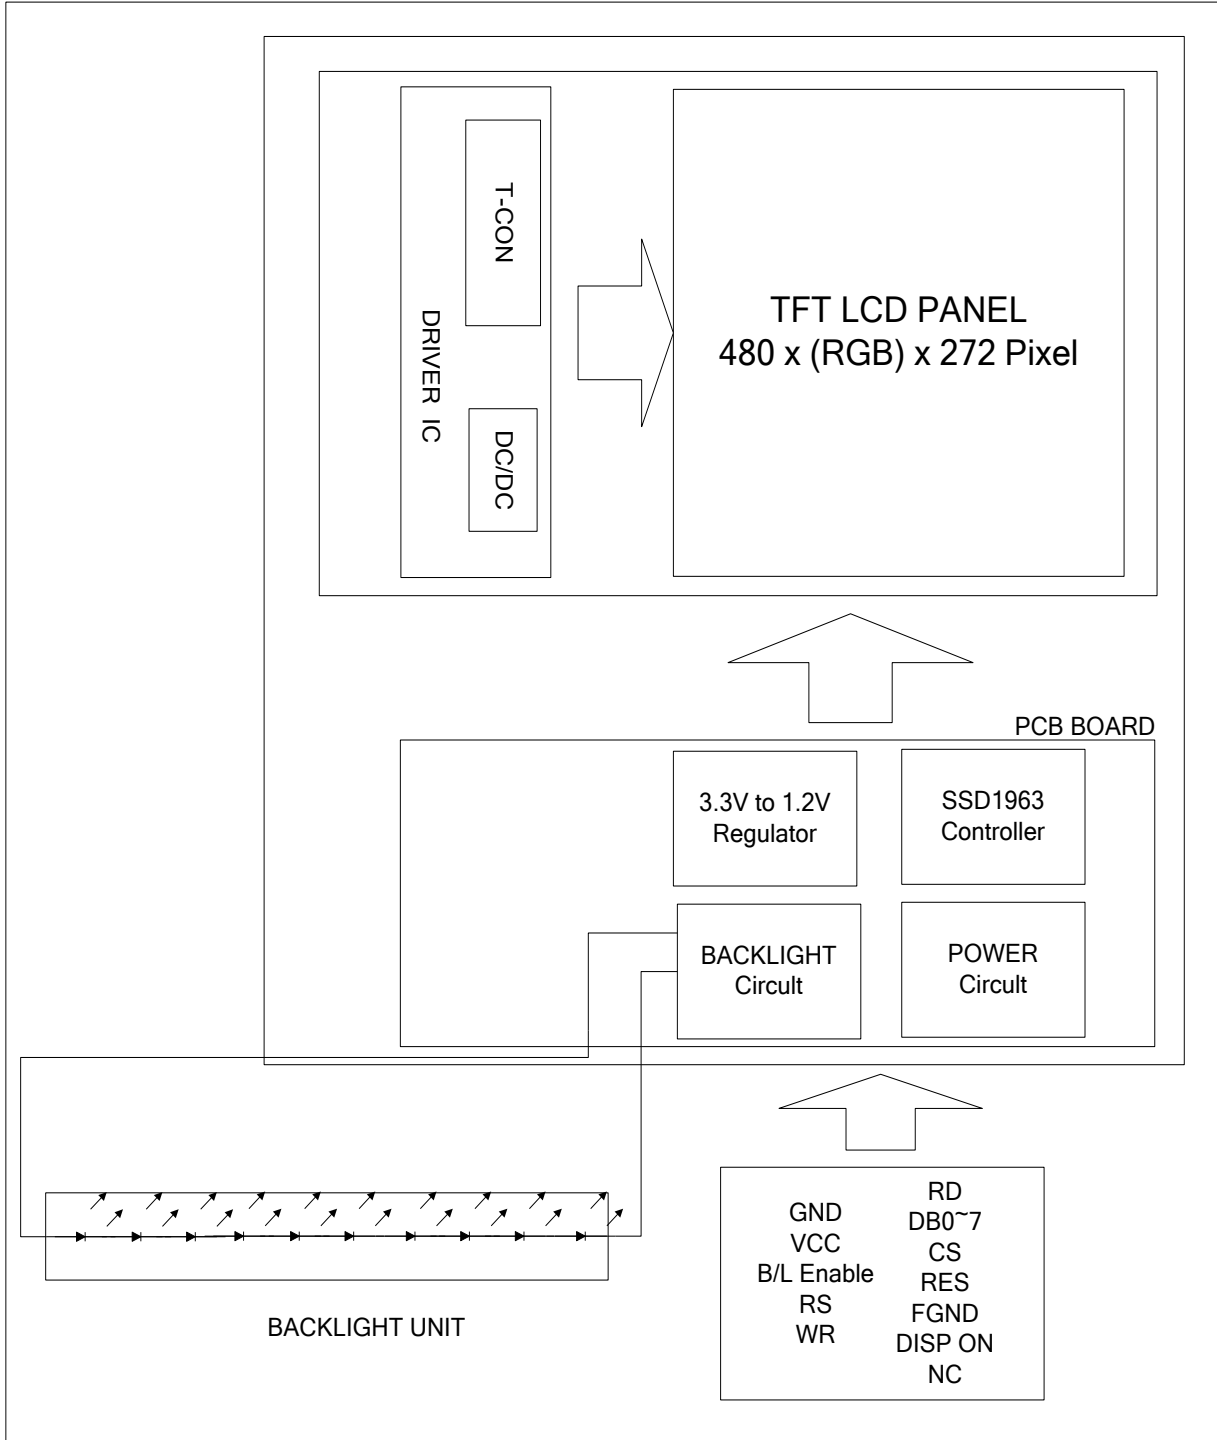 T-CON
DRIVER IC
DC/DC
TFT LCD PANEL
480 x (RGB) x 272 Pixel
PCB BOARD
3.3V to 1.2V
Regulator
SSD1963
Controller
BACKLIGHT
Circult
POWER
Circult
GND
VCC
B/L Enable
RS
WR
RD
DB0~7
CS
RES
FGND
DISP ON
NC
BACKLIGHT UNIT